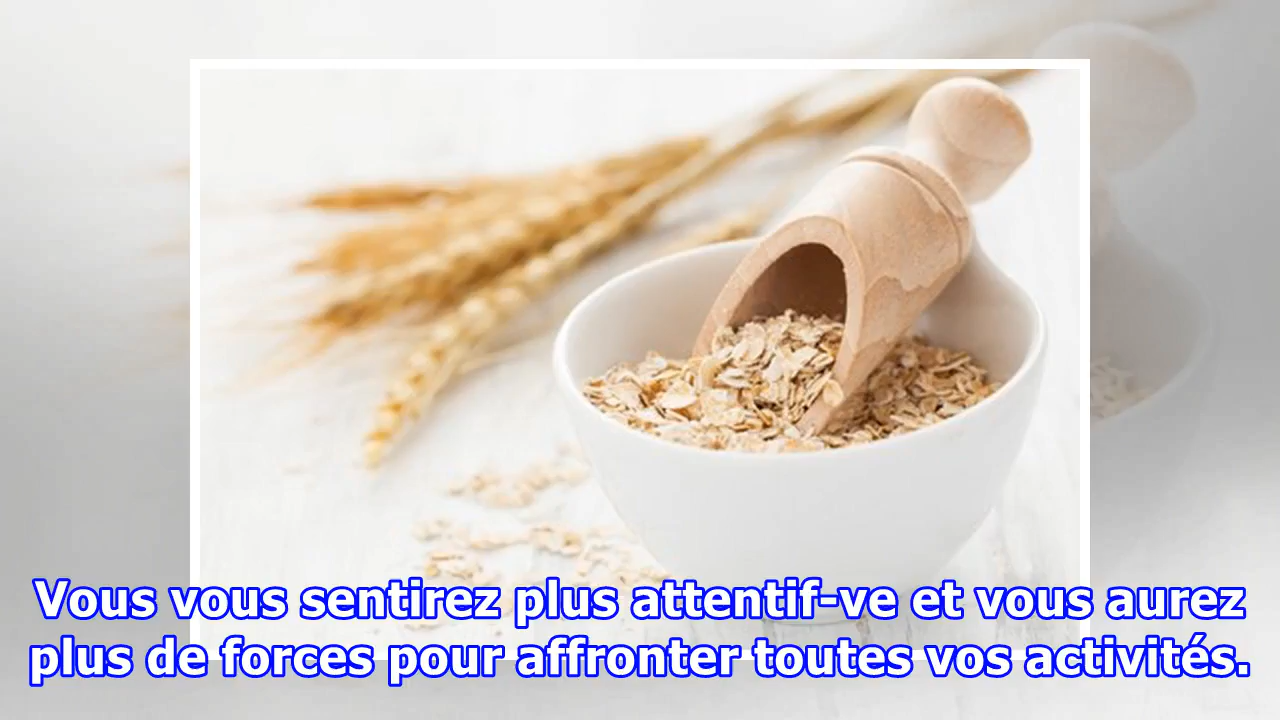 Vous vous sentirez plus attentif-ve et vous aurez
plus de forces pour affronter toutes vos activités.